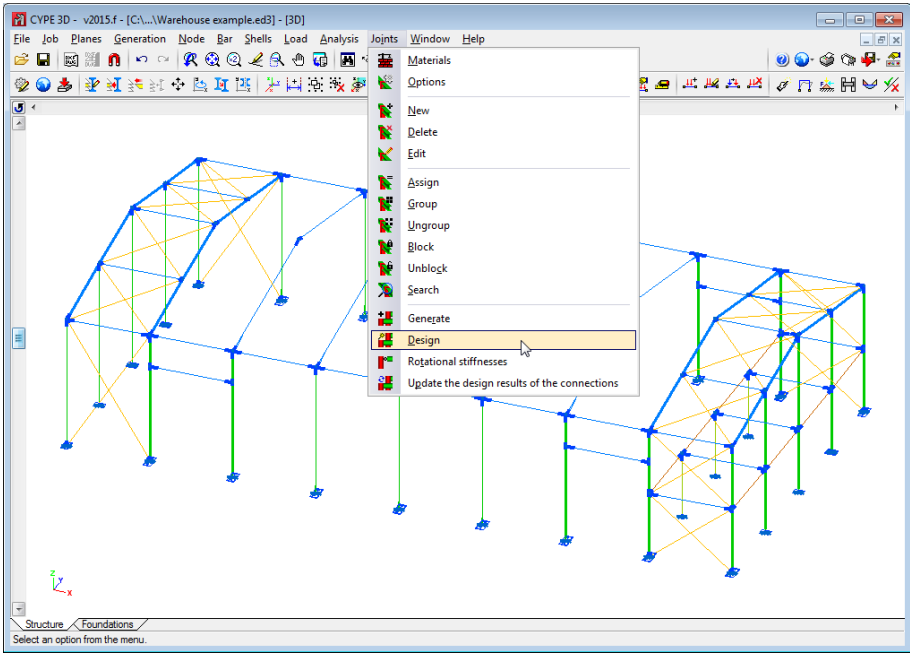 CYPE 3D - v2015.f - [C:\...\Warehouse example.ed3] - [3D]
File Job Planes Generation Node Bar Shells Load Analysis Joints Window Help
Materials
Options
New
Delete
Edit
Assign
Group
Ungroup
Block
Unblock
Search
Generate
Design
Rotational stiffnesses
Update the design results of the connections
z
y
x
Structure Foundations
Select an option from the menu.